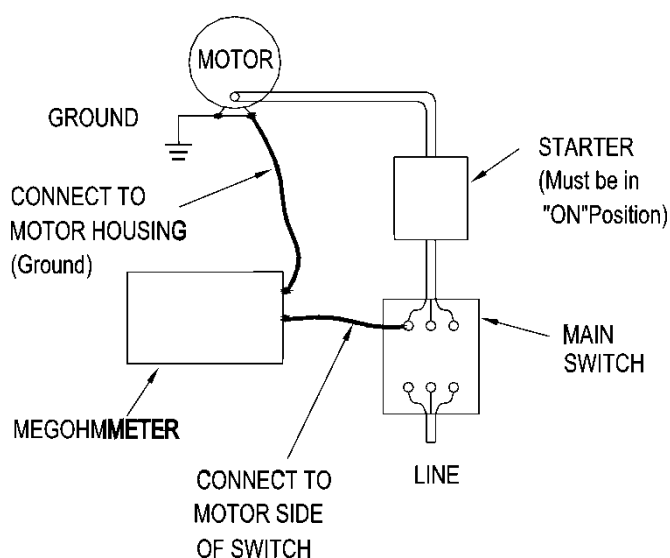 MOTOR
GROUND
STARTER
(Must be in
"ON"Position)
CONNECT TO
MOTOR HOUSING
(Ground)
MAIN
SWITCH
MEGOHMMETER
LINE
CONNECT TO
MOTOR SIDE
OF SWITCH